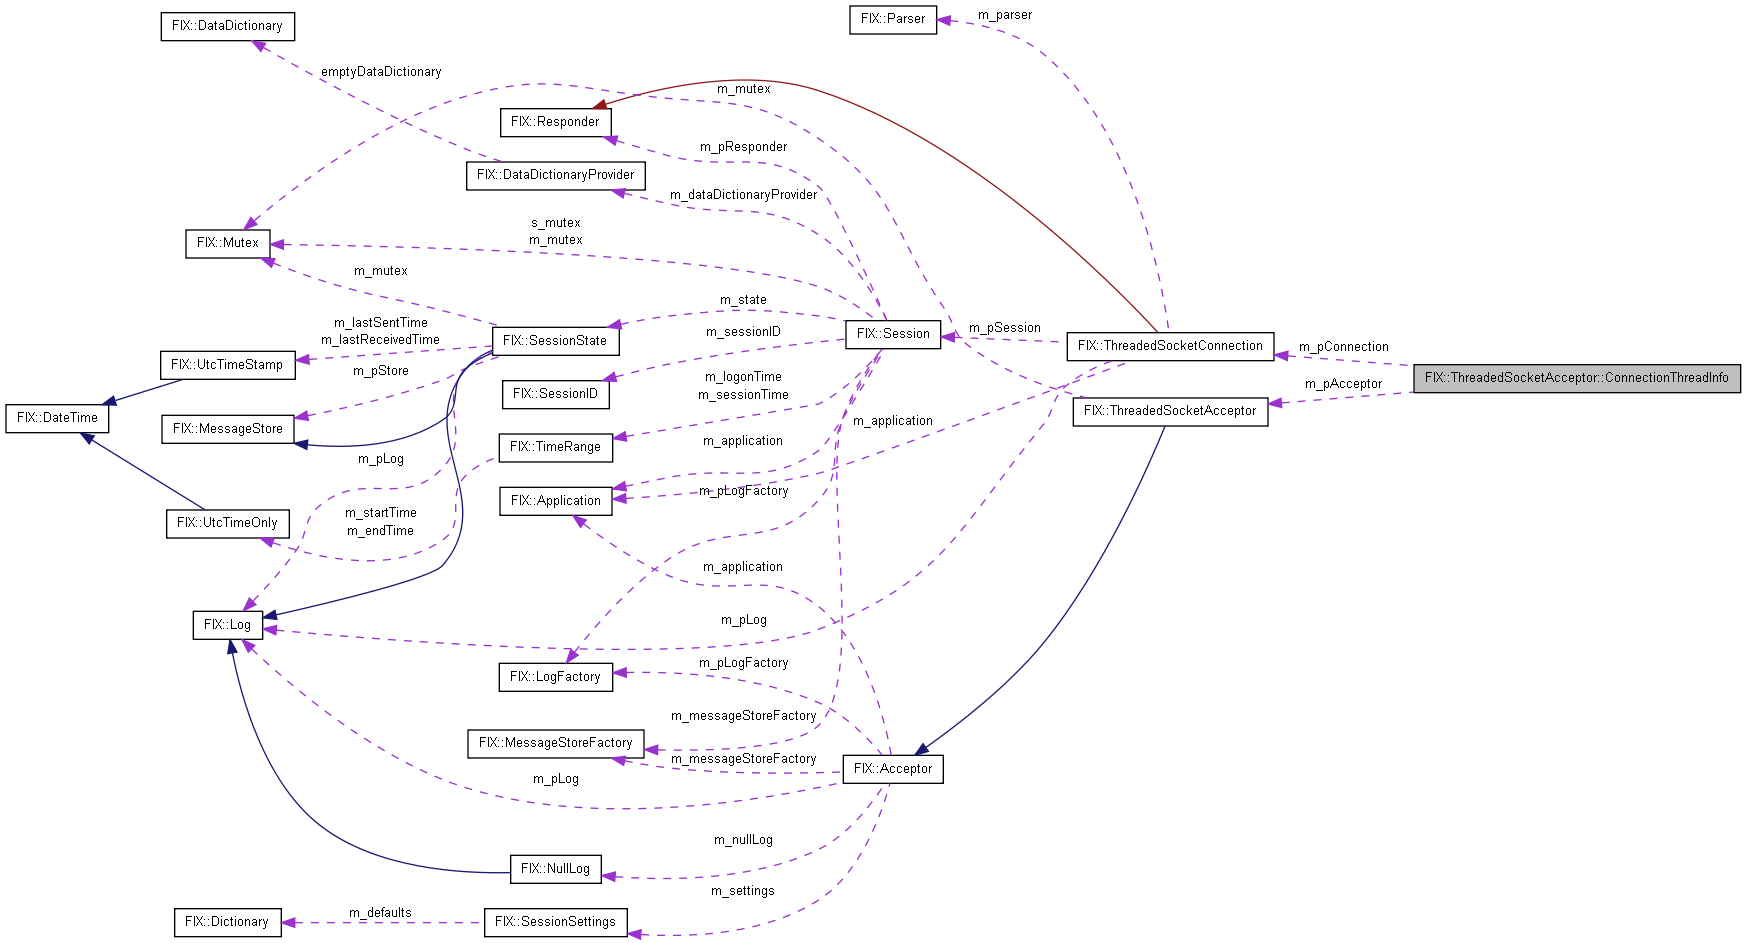 FIX::Parser
m_parser
FIX::DataDictionary
emptyDataDictionary
m_mutex
FIX::Responder
m_pResponder
FIX::DataDictionaryProvider
m_dataDictionaryProvider
s_mutex
m_mutex
FIX::Mutex
m_mutex
m_state
m_lastSentTime
m_lastReceivedTime
FIX::SessionState
m_sessionID
FIX::Session
m_pSession
FIX::ThreadedSocketConnection
m_pConnection
FIX::UtcTimeStamp
m_pStore
FIX::SessionID
m_logonTime
m_sessionTime
m_pAcceptor
FIX::ThreadedSocketAcceptor::ConnectionThreadInfo
FIX::DateTime
FIX::MessageStore
FIX::ThreadedSocketAcceptor
m_application
FIX::TimeRange
m_application
m_pLog
m_pLogFactory
FIX::Application
m_startTime
m_endTime
FIX::UtcTimeOnly
m_application
FIX::Log
m_pLog
FIX::LogFactory
m_pLogFactory
m_messageStoreFactory
FIX::MessageStoreFactory
m_messageStoreFactory
FIX::Acceptor
m_pLog
m_nullLog
FIX::NullLog
m_settings
FIX::Dictionary
m_defaults
FIX::SessionSettings